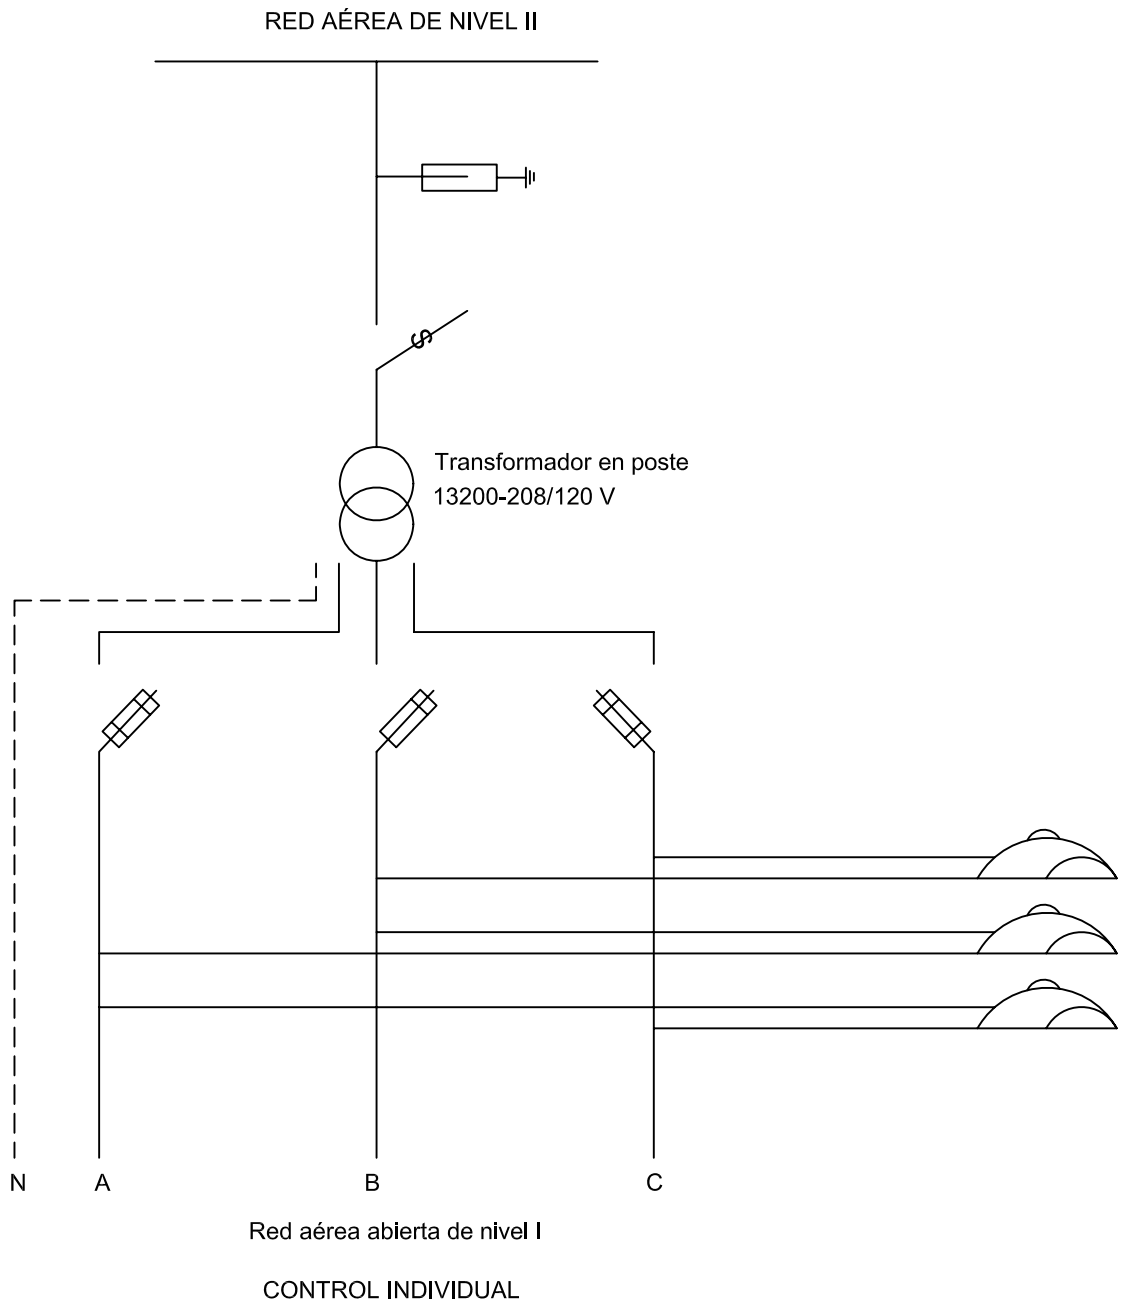 RED AÉREA DE NIVEL II
S
Transformador en poste
13200-208/120 V
N A B C
Red aérea abierta de nivel I
CONTROL INDIVIDUAL